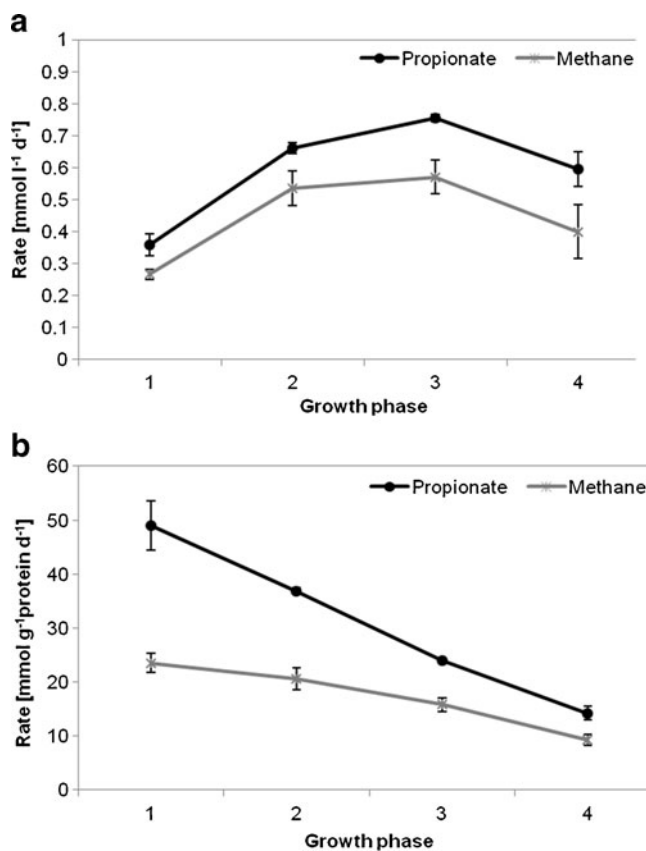 a
Propionate Methane
1
0.9
0.8
0.7
0.6
0.5
0.4
0.3
0.2
0.1
0
Rate [mmol l⁻¹ d⁻¹]
1 2 3 4
Growth phase
b
Propionate Methane
60
50
40
30
20
10
0
Rate [mmol g⁻¹protein d⁻¹]
1 2 3 4
Growth phase